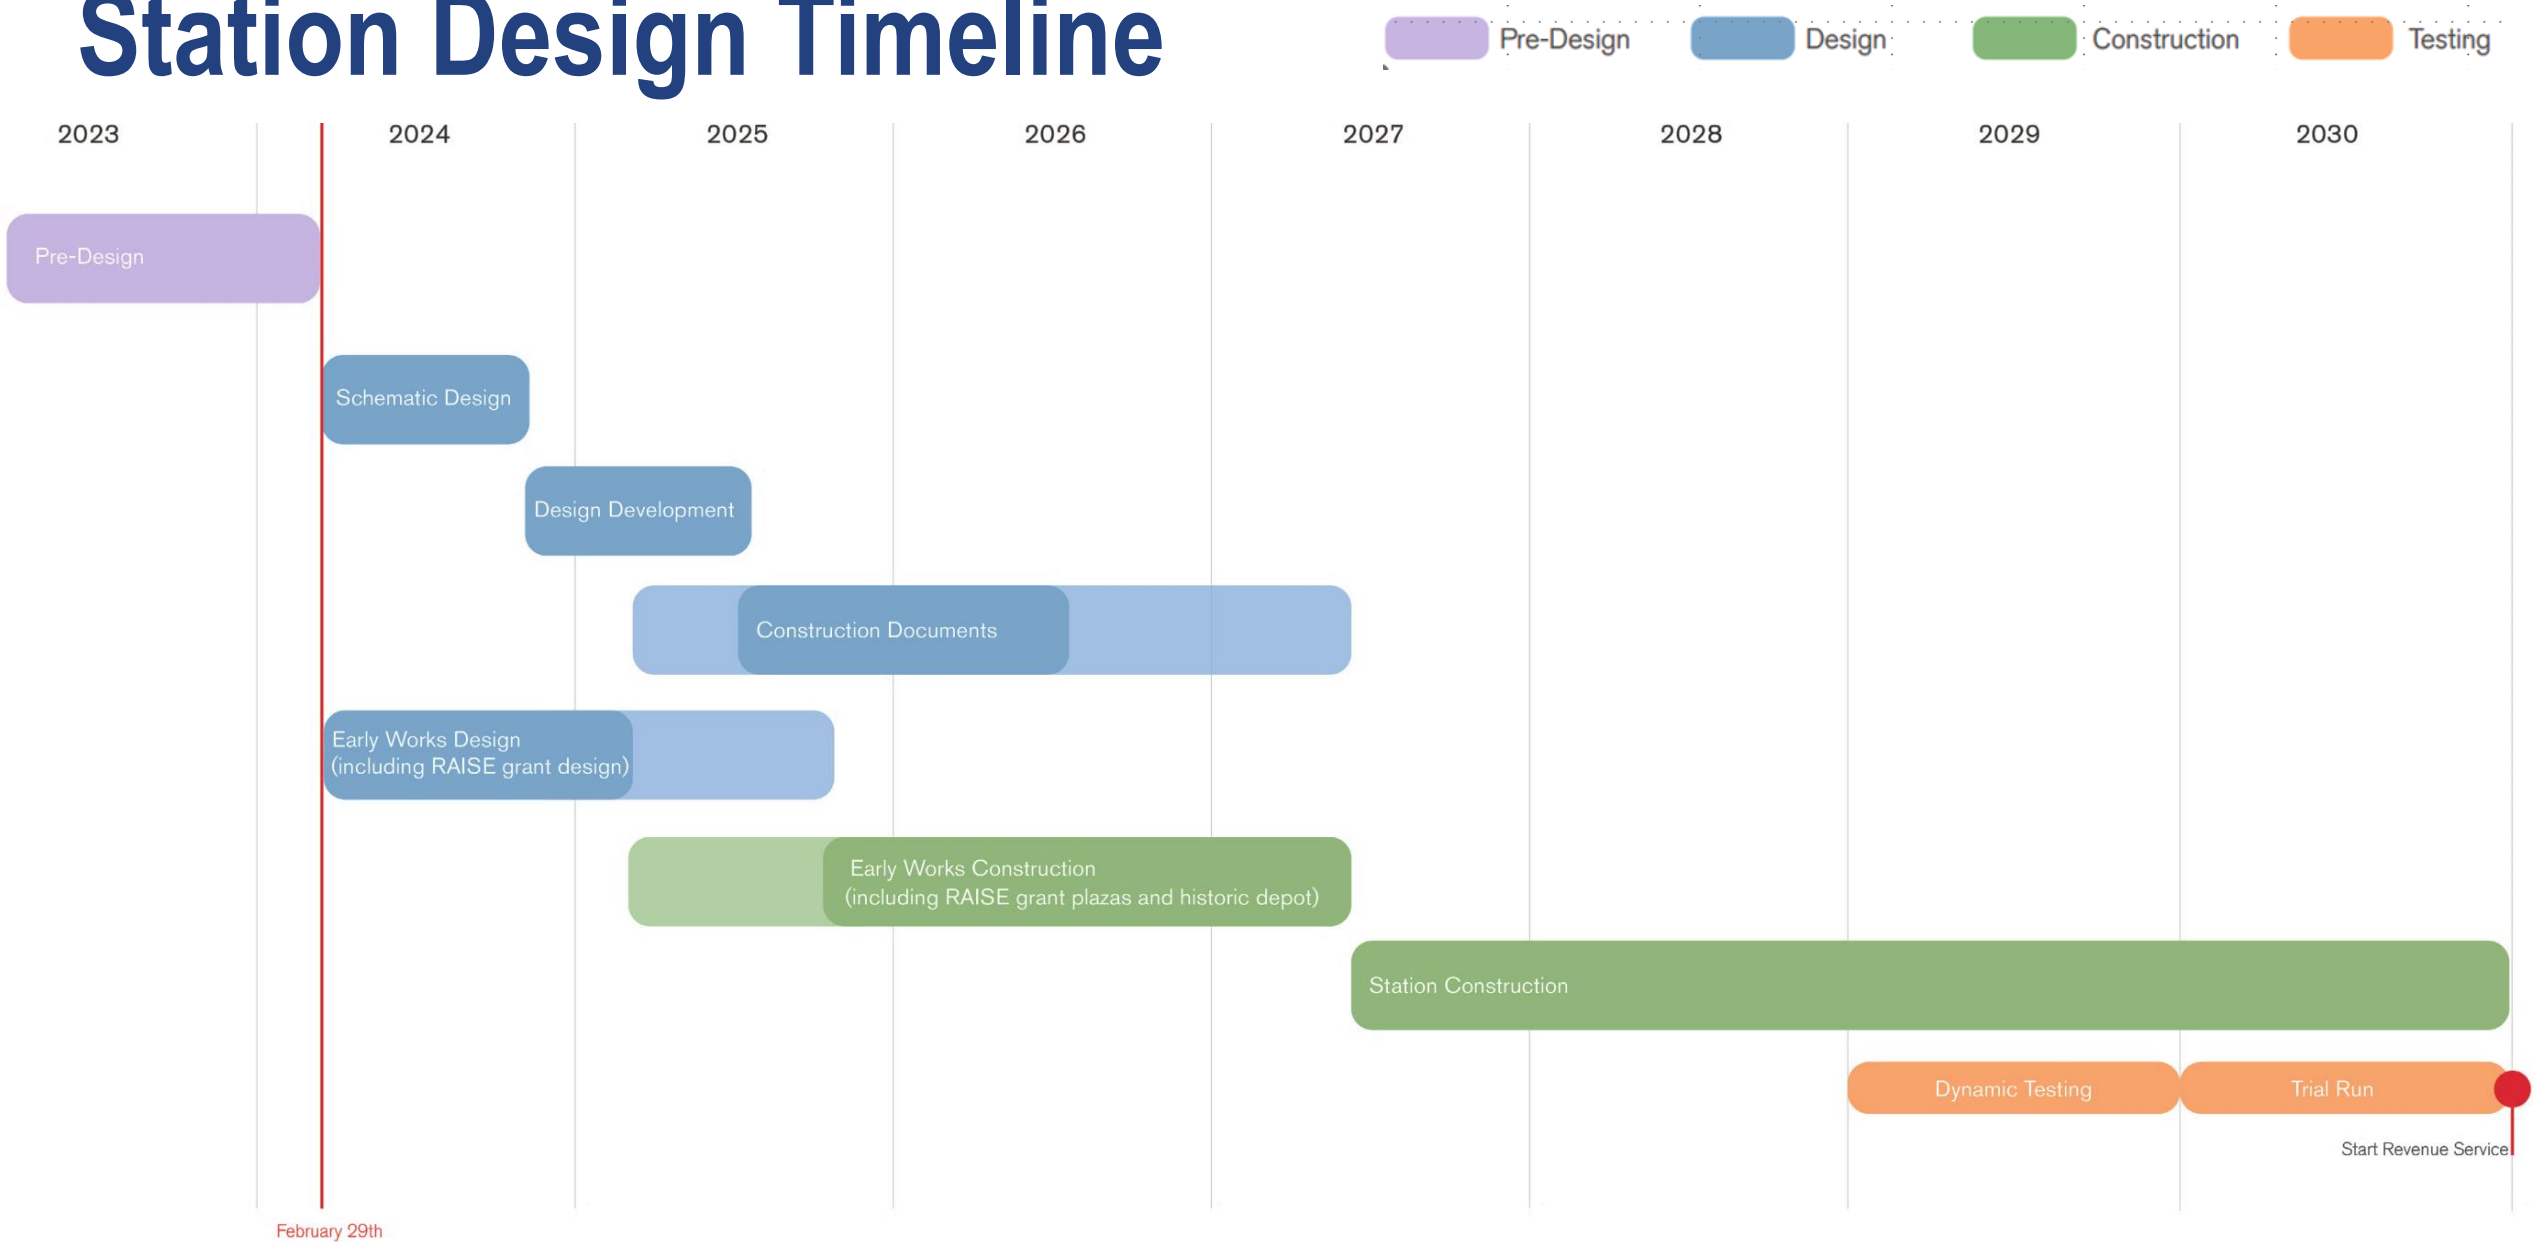 Station Design Timeline
Pre-Design
Design
Construction
Testing
2023
2024
2025
2026
2027
2028
2029
2030
Pre-Design
Schematic Design
Design Development
Construction Documents
Early Works Design
(including RAISE grant design)
Early Works Construction
(including RAISE grant plazas and historic depot)
Station Construction
Dynamic Testing
Trial Run
Start Revenue Service
February 29th